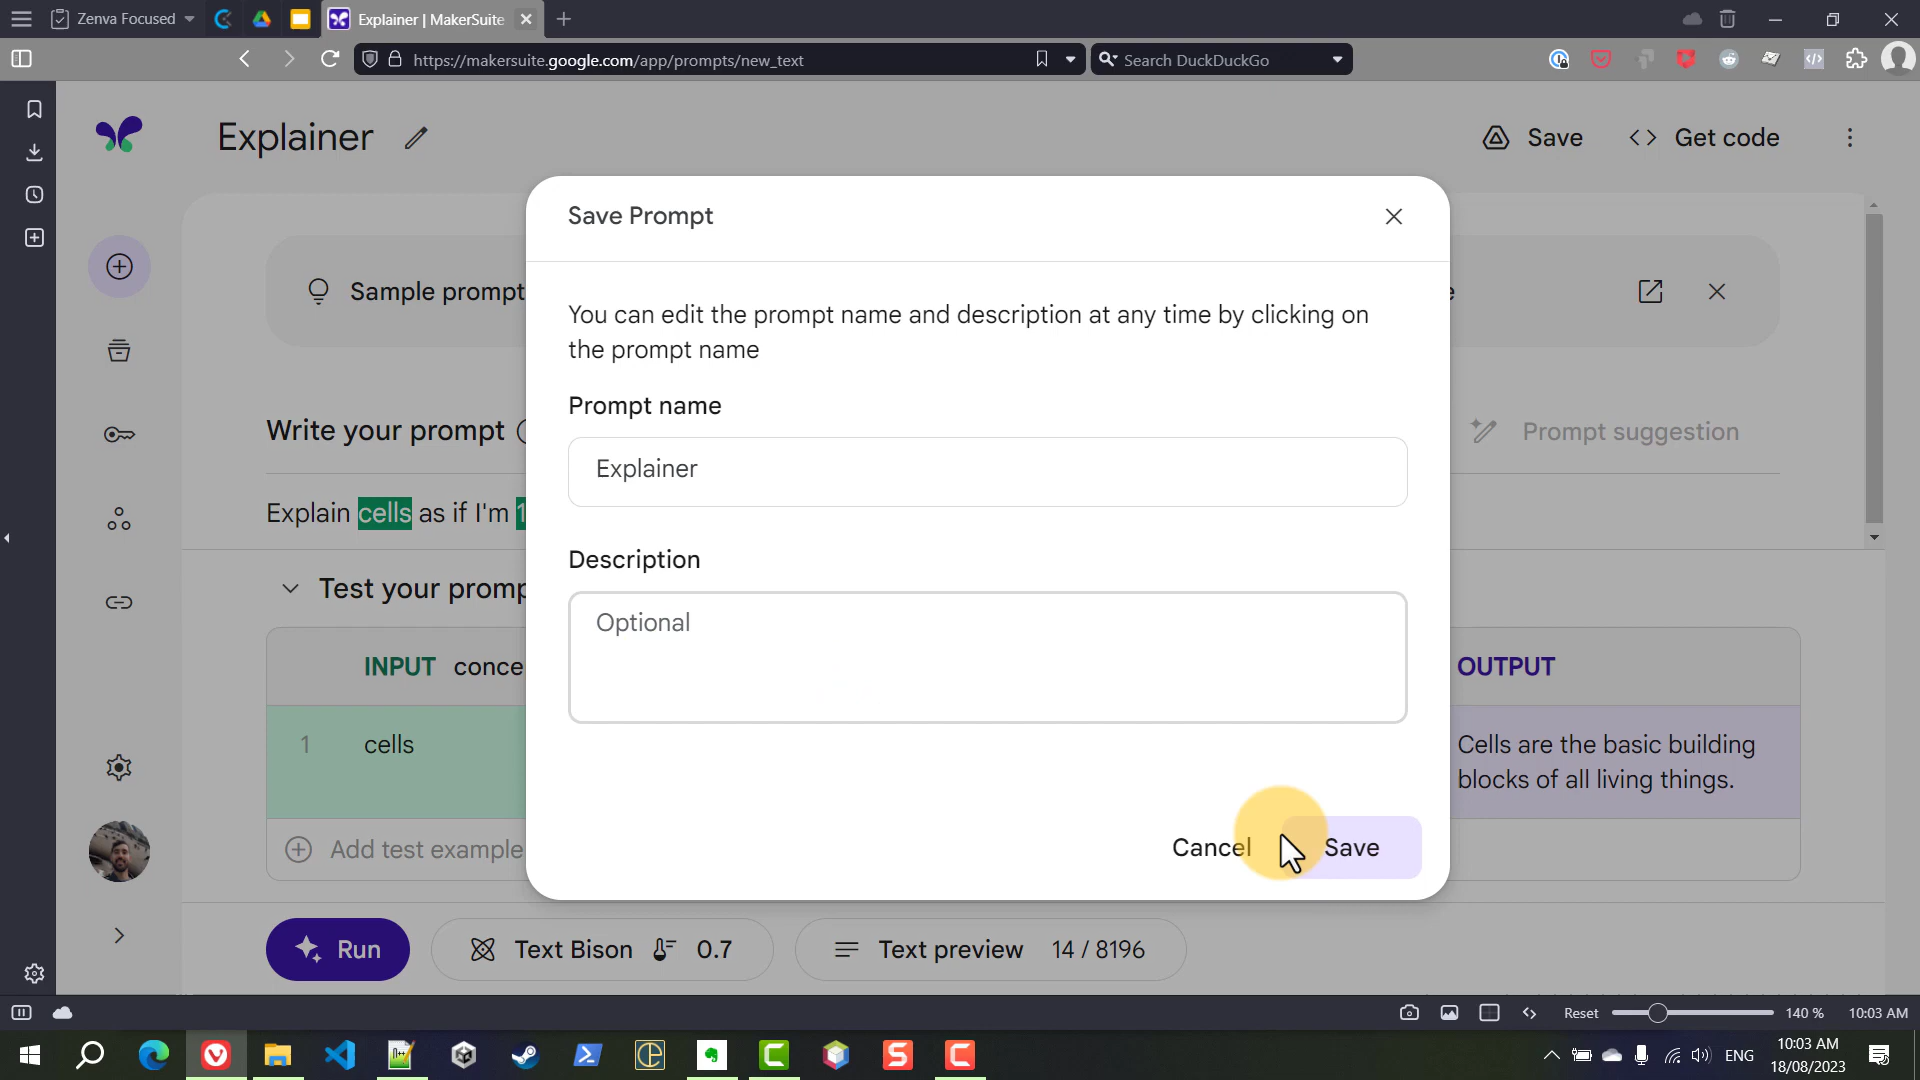 Zenva Focused
Explainer | MakerSuite
https://makersuite.google.com/app/prompts/new_text
Search DuckDuckGo
Explainer
Save
Get code
Sample prompt
Save Prompt
You can edit the prompt name and description at any time by clicking on
the prompt name
Prompt name
Explainer
Description
Optional
Cancel
Save
Write your prompt
Prompt suggestion
Explain cells as if I'm 1
Test your promp
INPUT conce
OUTPUT
1 cells
Cells are the basic building
blocks of all living things.
Add test example
Run
Text Bison 0.7
Text preview 14 / 8196
Reset 140 % 10:03 AM
ENG
10:03 AM
18/08/2023